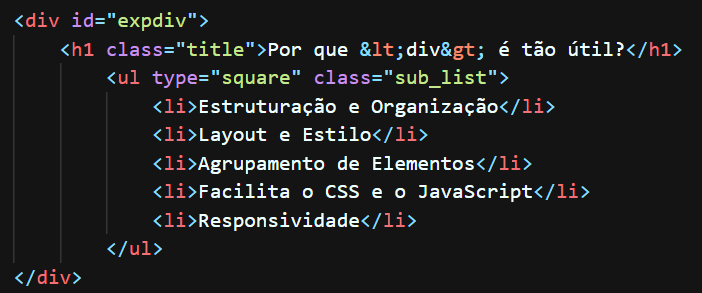 <div id="expdiv">
<h1 class="title">Por que &lt;div&gt; é tão útil?</h1>
<ul type="square" class="sub_list">
<li>Estruturação e Organização</li>
<li>Layout e Estilo</li>
<li>Agrupamento de Elementos</li>
<li>Facilita o CSS e o JavaScript</li>
<li>Responsividade</li>
</ul>
</div>